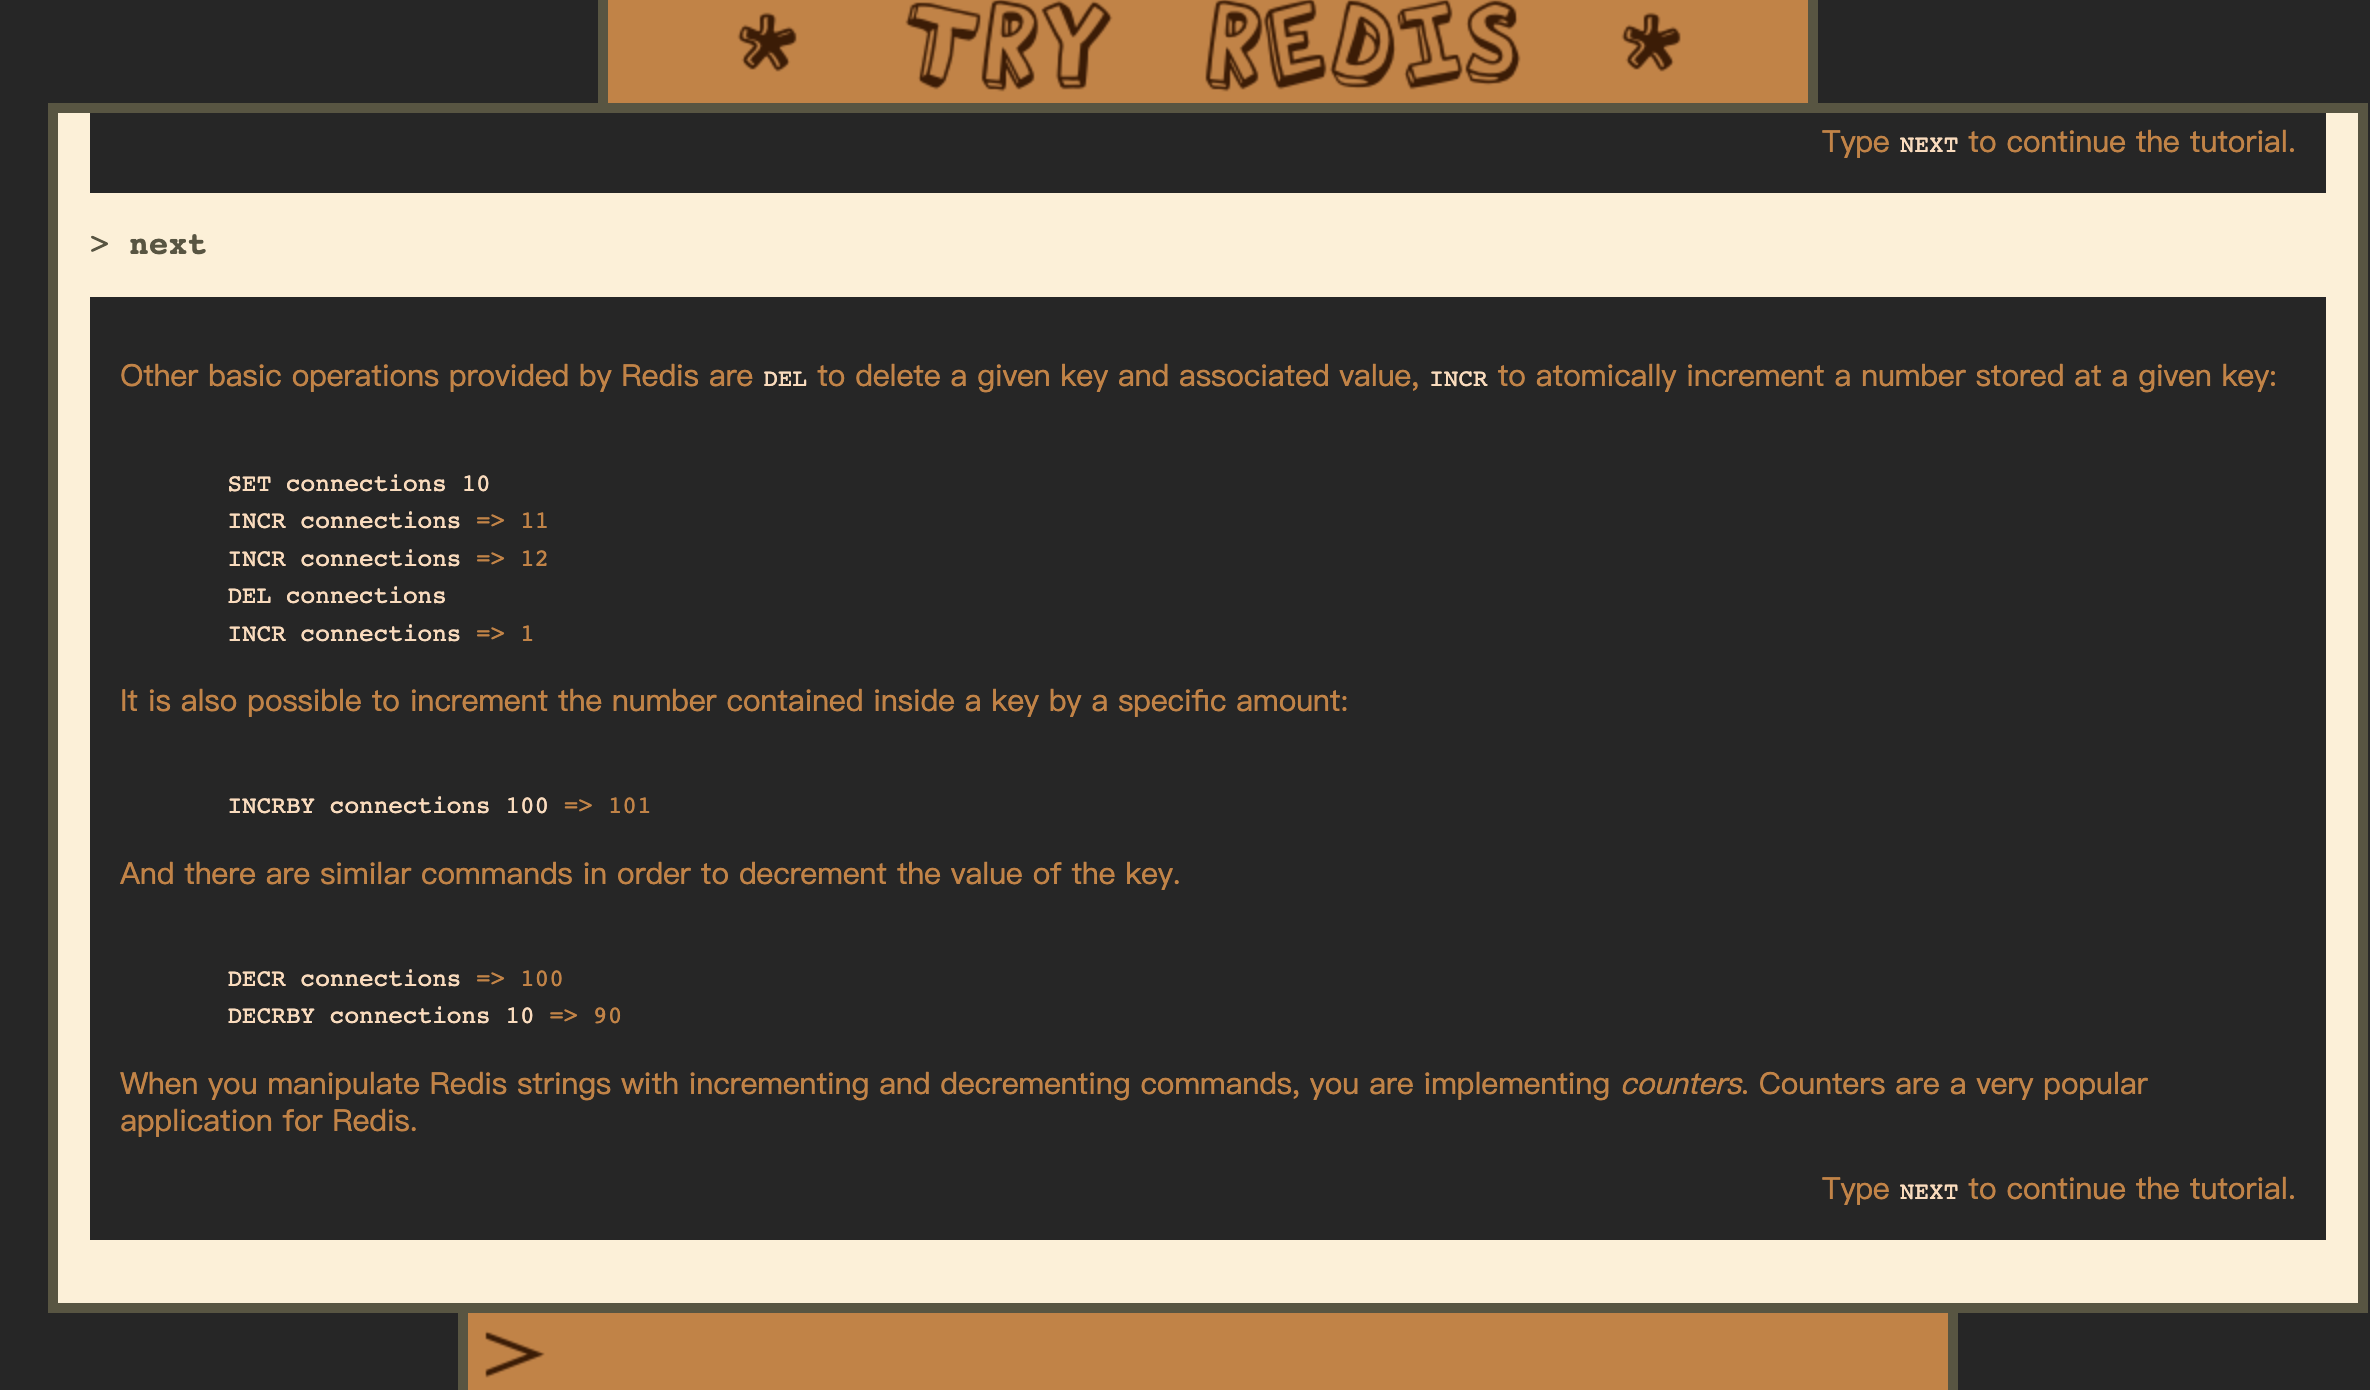 * TRY REDIS *
Type NEXT to continue the tutorial.
> next
Other basic operations provided by Redis are DEL to delete a given key and associated value, INCR to atomically increment a number stored at a given key:
SET connections 10
INCR connections => 11
INCR connections => 12
DEL connections
INCR connections => 1
It is also possible to increment the number contained inside a key by a specific amount:
INCRBY connections 100 => 101
And there are similar commands in order to decrement the value of the key.
DECR connections => 100
DECRBY connections 10 => 90
When you manipulate Redis strings with incrementing and decrementing commands, you are implementing counters. Counters are a very popular
application for Redis.
Type NEXT to continue the tutorial.
>